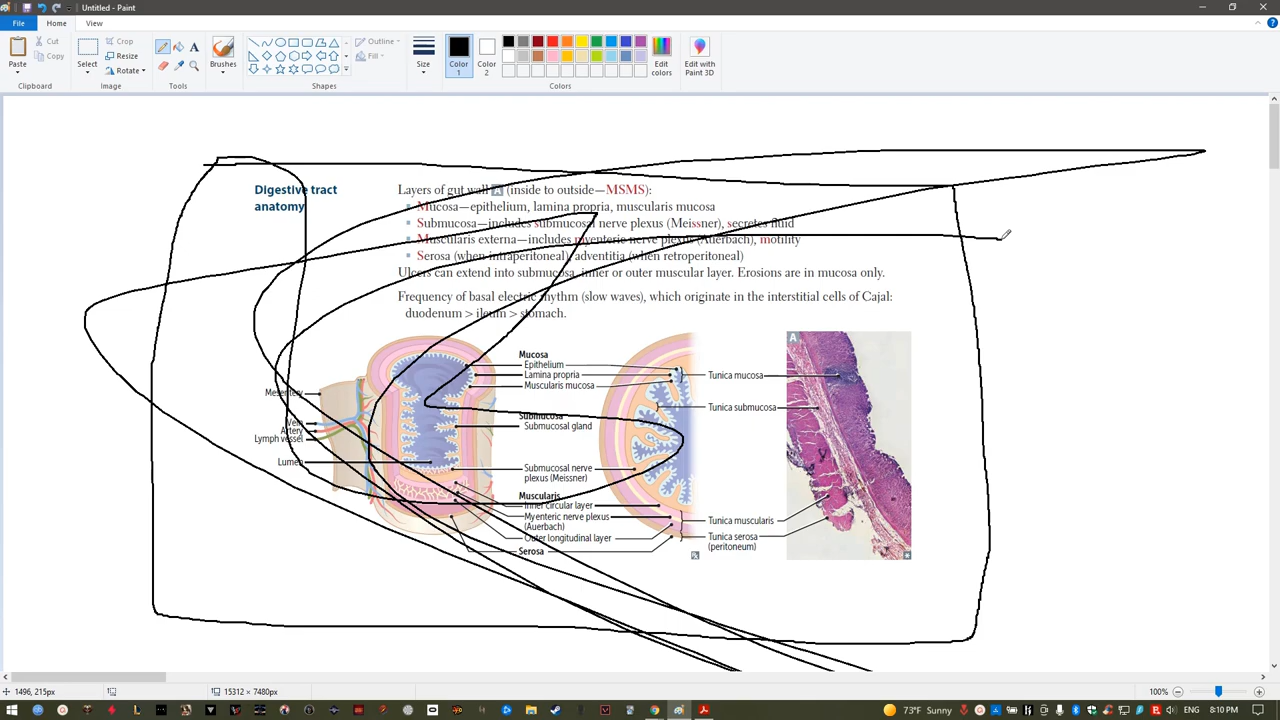 Untitled - Paint
File Home View
Paste
Cut
Copy
Clipboard
Select
Crop
Resize
Rotate
Image
A
Tools
Brushes
Shapes
Outline
Fill
Size
Color 1
Color 2
Edit colors
Colors
Edit with Paint 3D
Digestive tract
anatomy
Layers of gut wall A (inside to outside—MSMS):
Mucosa—epithelium, lamina propria, muscularis mucosa
Submucosa—includes submucosal nerve plexus (Meissner), secretes fluid
Muscularis externa—includes myenteric nerve plexus (Auerbach), motility
Serosa (when intraperitoneal), adventitia (when retroperitoneal)
Ulcers can extend into submucosa, inner or outer muscular layer. Erosions are in mucosa only.
Frequency of basal electric rhythm (slow waves), which originate in the interstitial cells of Cajal:
duodenum > ileum > stomach.
Mesentery
Vein
Artery
Lymph vessel
Lumen
Mucosa
Epithelium
Lamina propria
Muscularis mucosa
Submucosa
Submucosal gland
Submucosal nerve
plexus (Meissner)
Muscularis
Inner circular layer
Myenteric nerve plexus
(Auerbach)
Outer longitudinal layer
Serosa
Tunica mucosa
Tunica submucosa
Tunica muscularis
Tunica serosa
(peritoneum)
A
1496, 215px
15312 × 7480px
100%
73°F Sunny
ENG 8:10 PM